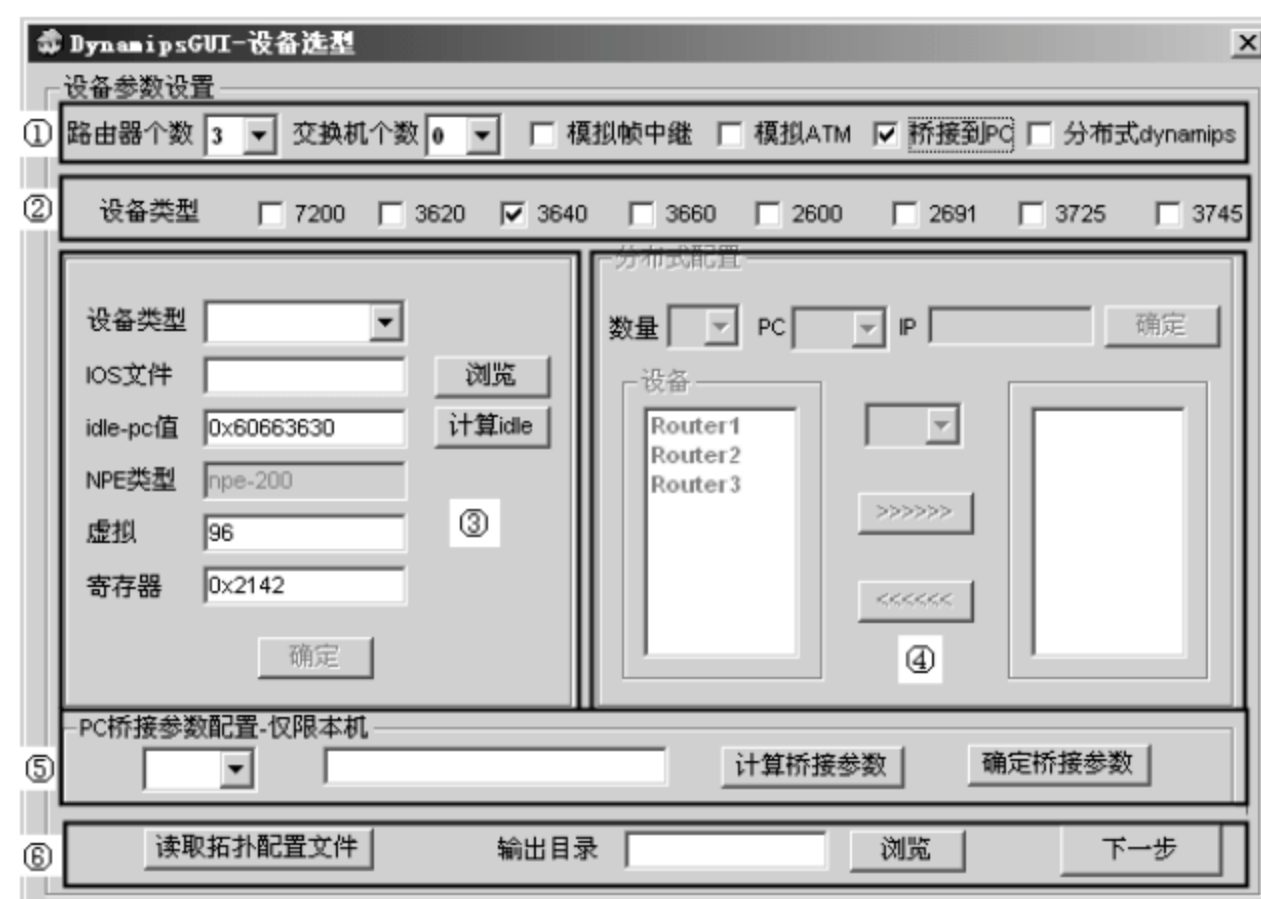 DynamipsGUI-设备选型
设备参数设置
① 路由器个数 3 交换机个数 0 模拟帧中继 模拟ATM 桥接到PC 分布式dynamips
② 设备类型 7200 3620 3640 3660 2600 2691 3725 3745
设备类型
IOS文件 浏览
idle-pc值 0x60663630 计算idle
NPE类型 npe-200
虚拟 96
③
寄存器 0x2142
确定
分布式配置
数量 PC IP 确定
设备
Router1
Router2
Router3
>>>>>>
<<<<<<
④
PC桥接参数配置-仅限本机
⑤ 计算桥接参数 确定桥接参数
⑥ 读取拓扑配置文件 输出目录 浏览 下一步